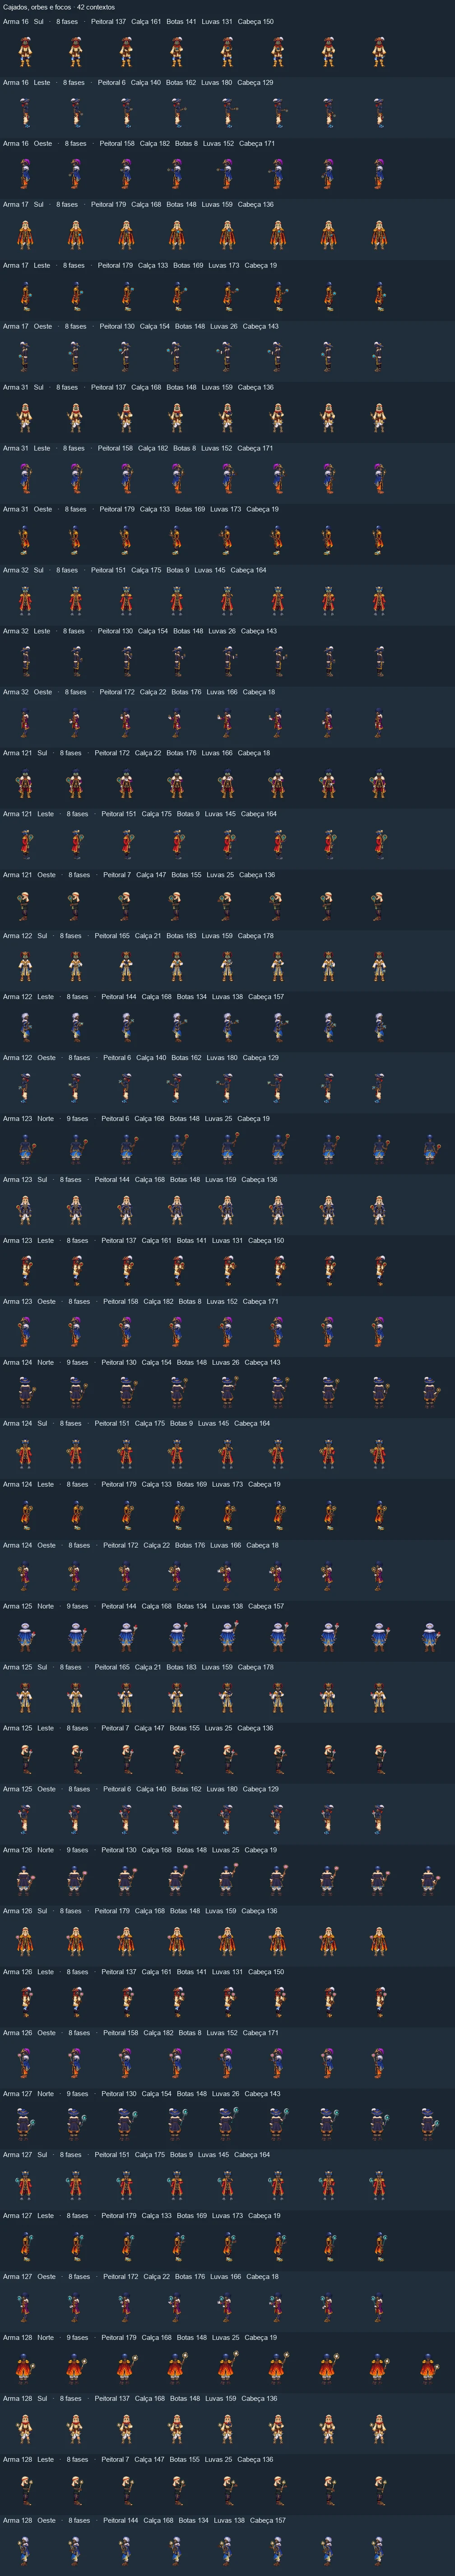 Cajados, orbes e focos · 42 contextos
Arma 16 Sul · 8 fases · Peitoral 137 Calça 161 Botas 141 Luvas 131 Cabeça 150
Arma 16 Leste · 8 fases · Peitoral 6 Calça 140 Botas 162 Luvas 180 Cabeça 129
Arma 16 Oeste · 8 fases · Peitoral 158 Calça 182 Botas 8 Luvas 152 Cabeça 171
Arma 17 Sul · 8 fases · Peitoral 179 Calça 168 Botas 148 Luvas 159 Cabeça 136
Arma 17 Leste · 8 fases · Peitoral 179 Calça 133 Botas 169 Luvas 173 Cabeça 19
Arma 17 Oeste · 8 fases · Peitoral 130 Calça 154 Botas 148 Luvas 26 Cabeça 143
Arma 31 Sul · 8 fases · Peitoral 137 Calça 168 Botas 148 Luvas 159 Cabeça 136
Arma 31 Leste · 8 fases · Peitoral 158 Calça 182 Botas 8 Luvas 152 Cabeça 171
Arma 31 Oeste · 8 fases · Peitoral 179 Calça 133 Botas 169 Luvas 173 Cabeça 19
Arma 32 Sul · 8 fases · Peitoral 151 Calça 175 Botas 9 Luvas 145 Cabeça 164
Arma 32 Leste · 8 fases · Peitoral 130 Calça 154 Botas 148 Luvas 26 Cabeça 143
Arma 32 Oeste · 8 fases · Peitoral 172 Calça 22 Botas 176 Luvas 166 Cabeça 18
Arma 121 Sul · 8 fases · Peitoral 172 Calça 22 Botas 176 Luvas 166 Cabeça 18
Arma 121 Leste · 8 fases · Peitoral 151 Calça 175 Botas 9 Luvas 145 Cabeça 164
Arma 121 Oeste · 8 fases · Peitoral 7 Calça 147 Botas 155 Luvas 25 Cabeça 136
Arma 122 Sul · 8 fases · Peitoral 165 Calça 21 Botas 183 Luvas 159 Cabeça 178
Arma 122 Leste · 8 fases · Peitoral 144 Calça 168 Botas 134 Luvas 138 Cabeça 157
Arma 122 Oeste · 8 fases · Peitoral 6 Calça 140 Botas 162 Luvas 180 Cabeça 129
Arma 123 Norte · 9 fases · Peitoral 6 Calça 168 Botas 148 Luvas 25 Cabeça 19
Arma 123 Sul · 8 fases · Peitoral 144 Calça 168 Botas 148 Luvas 159 Cabeça 136
Arma 123 Leste · 8 fases · Peitoral 137 Calça 161 Botas 141 Luvas 131 Cabeça 150
Arma 123 Oeste · 8 fases · Peitoral 158 Calça 182 Botas 8 Luvas 152 Cabeça 171
Arma 124 Norte · 9 fases · Peitoral 130 Calça 154 Botas 148 Luvas 26 Cabeça 143
Arma 124 Sul · 8 fases · Peitoral 151 Calça 175 Botas 9 Luvas 145 Cabeça 164
Arma 124 Leste · 8 fases · Peitoral 179 Calça 133 Botas 169 Luvas 173 Cabeça 19
Arma 124 Oeste · 8 fases · Peitoral 172 Calça 22 Botas 176 Luvas 166 Cabeça 18
Arma 125 Norte · 9 fases · Peitoral 144 Calça 168 Botas 134 Luvas 138 Cabeça 157
Arma 125 Sul · 8 fases · Peitoral 165 Calça 21 Botas 183 Luvas 159 Cabeça 178
Arma 125 Leste · 8 fases · Peitoral 7 Calça 147 Botas 155 Luvas 25 Cabeça 136
Arma 125 Oeste · 8 fases · Peitoral 6 Calça 140 Botas 162 Luvas 180 Cabeça 129
Arma 126 Norte · 9 fases · Peitoral 130 Calça 168 Botas 148 Luvas 25 Cabeça 19
Arma 126 Sul · 8 fases · Peitoral 179 Calça 168 Botas 148 Luvas 159 Cabeça 136
Arma 126 Leste · 8 fases · Peitoral 137 Calça 161 Botas 141 Luvas 131 Cabeça 150
Arma 126 Oeste · 8 fases · Peitoral 158 Calça 182 Botas 8 Luvas 152 Cabeça 171
Arma 127 Norte · 9 fases · Peitoral 130 Calça 154 Botas 148 Luvas 26 Cabeça 143
Arma 127 Sul · 8 fases · Peitoral 151 Calça 175 Botas 9 Luvas 145 Cabeça 164
Arma 127 Leste · 8 fases · Peitoral 179 Calça 133 Botas 169 Luvas 173 Cabeça 19
Arma 127 Oeste · 8 fases · Peitoral 172 Calça 22 Botas 176 Luvas 166 Cabeça 18
Arma 128 Norte · 9 fases · Peitoral 179 Calça 168 Botas 148 Luvas 25 Cabeça 19
Arma 128 Sul · 8 fases · Peitoral 137 Calça 168 Botas 148 Luvas 159 Cabeça 136
Arma 128 Leste · 8 fases · Peitoral 7 Calça 147 Botas 155 Luvas 25 Cabeça 136
Arma 128 Oeste · 8 fases · Peitoral 144 Calça 168 Botas 134 Luvas 138 Cabeça 157